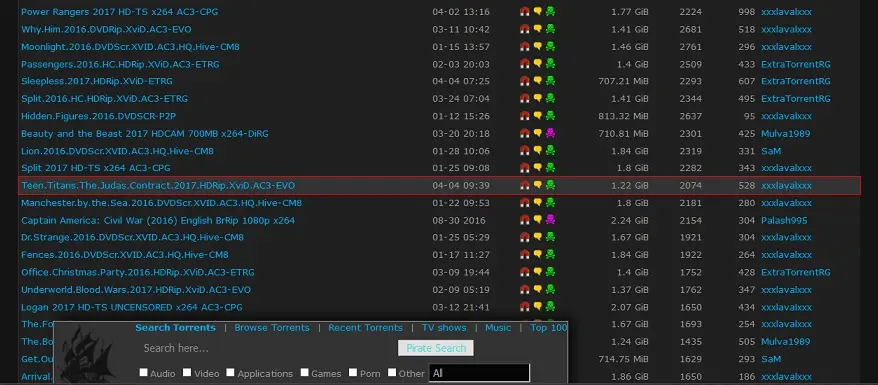 Power Rangers 2017 HD-TS x264 AC3-CPG 04-02 13:16 1.77 GiB 2224 998 xxxlavalxxx
Why.Him.2016.DVDRip.XviD.AC3-EVO 03-11 10:42 1.41 GiB 2681 518 xxxlavalxxx
Moonlight.2016.DVDScr.XVID.AC3.HQ.Hive-CM8 01-15 13:57 1.46 GiB 2761 296 xxxlavalxxx
Passengers.2016.HC.HDRip.XViD.AC3-ETRG 02-03 20:03 1.4 GiB 2509 433 ExtraTorrentRG
Sleepless.2017.HDRip.XViD-ETRG 04-04 07:25 707.21 MiB 2293 607 ExtraTorrentRG
Split.2016.HC.HDRip.XViD.AC3-ETRG 03-24 07:04 1.41 GiB 2344 495 ExtraTorrentRG
Hidden.Figures.2016.DVDSCR-P2P 01-12 15:26 813.32 MiB 2637 95 xxxlavalxxx
Beauty and the Beast 2017 HDCAM 700MB x264-DiRG 03-20 20:18 710.81 MiB 2301 425 Mulva1989
Lion.2016.DVDScr.XVID.AC3.HQ.Hive-CM8 01-28 10:06 1.84 GiB 2319 331 SaM
Split 2017 HD-TS x264 AC3-CPG 01-25 09:08 1.8 GiB 2282 343 xxxlavalxxx
Teen.Titans.The.Judas.Contract.2017.HDRip.XviD.AC3-EVO 04-04 09:39 1.22 GiB 2074 528 xxxlavalxxx
Manchester.by.the.Sea.2016.DVDScr.XVID.AC3.HQ.Hive-CM8 01-22 09:53 1.8 GiB 2181 280 xxxlavalxxx
Captain America: Civil War (2016) English BrRip 1080p x264 08-30 2016 2.24 GiB 2154 304 Palash995
Dr.Strange.2016.DVDScr.XVID.AC3.HQ.Hive-CM8 01-25 05:29 1.67 GiB 1921 304 xxxlavalxxx
Fences.2016.DVDScr.XVID.AC3.HQ.Hive-CM8 01-17 11:27 1.84 GiB 1922 264 xxxlavalxxx
Office.Christmas.Party.2016.HDRip.XViD.AC3-ETRG 03-09 19:44 1.4 GiB 1752 428 ExtraTorrentRG
Underworld.Blood.Wars.2017.HDRip.XviD.AC3-EVO 02-09 05:19 1.37 GiB 1762 347 xxxlavalxxx
Logan 2017 HD-TS UNCENSORED x264 AC3-CPG 03-12 21:41 2.07 GiB 1650 434 xxxlavalxxx
The.Fo 1.67 GiB 1693 254 xxxlavalxxx
Search Torrents | Browse Torrents | Recent Torrents | TV shows | Music | Top 100
The.Bo 1.24 GiB 1435 505 Mulva1989
Search here... Pirate Search
Get.Ou 714.75 MiB 1629 293 SaM
Audio Video Applications Games Porn Other All
Arrival. 1.86 GiB 1650 186 xxxlavalxxx